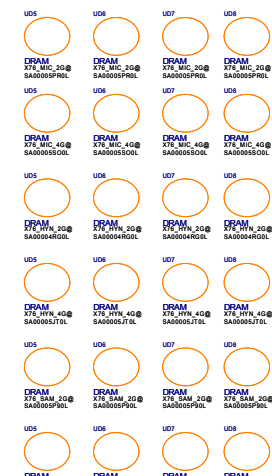 UD5 UD6 UD7 UD8
DRAM DRAM DRAM DRAM
X76_MIC_2G@ X76_MIC_2G@ X76_MIC_2G@ X76_MIC_2G@
SA00005PR0L SA00005PR0L SA00005PR0L SA00005PR0L
UD5 UD6 UD7 UD8
DRAM DRAM DRAM DRAM
X76_MIC_4G@ X76_MIC_4G@ X76_MIC_4G@ X76_MIC_4G@
SA00005SO0L SA00005SO0L SA00005SO0L SA00005SO0L
UD5 UD6 UD7 UD8
DRAM DRAM DRAM DRAM
X76_HYN_2G@ X76_HYN_2G@ X76_HYN_2G@ X76_HYN_2G@
SA00004RG0L SA00004RG0L SA00004RG0L SA00004RG0L
UD5 UD6 UD7 UD8
DRAM DRAM DRAM DRAM
X76_HYN_4G@ X76_HYN_4G@ X76_HYN_4G@ X76_HYN_4G@
SA00005JT0L SA00005JT0L SA00005JT0L SA00005JT0L
UD5 UD6 UD7 UD8
DRAM DRAM DRAM DRAM
X76_SAM_2G@ X76_SAM_2G@ X76_SAM_2G@ X76_SAM_2G@
SA00005P90L SA00005P90L SA00005P90L SA00005P90L
UD5 UD6 UD7 UD8
DRAM DRAM DRAM DRAM